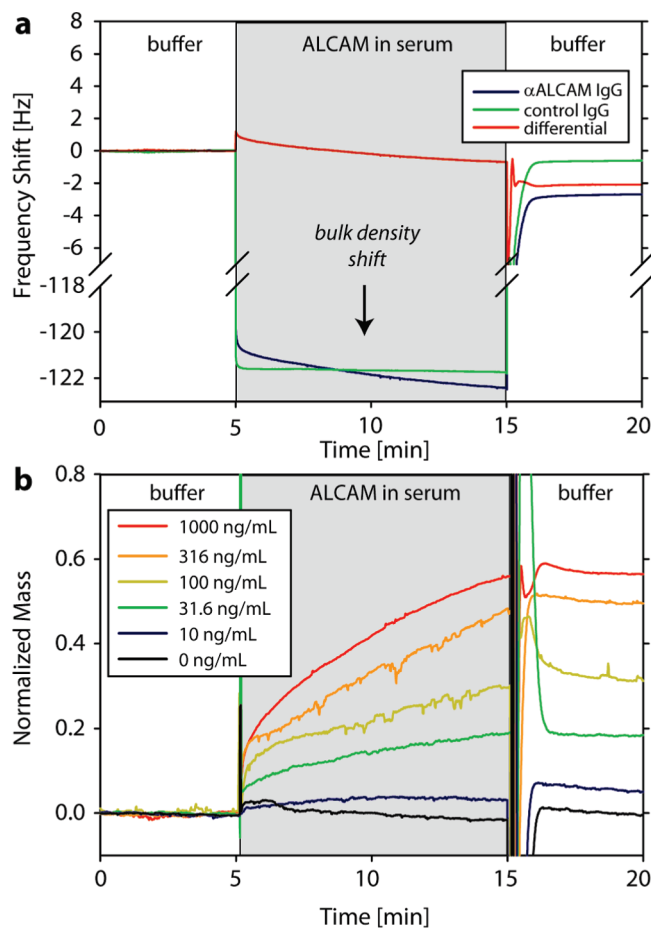 a
8
6
4
2
0
-2
-4
-6
-118
-120
-122
Frequency Shift [Hz]
buffer
ALCAM in serum
buffer
αALCAM IgG
control IgG
differential
bulk density
shift
0
5
10
15
20
Time [min]
b
0.8
0.6
0.4
0.2
0.0
Normalized Mass
buffer
ALCAM in serum
buffer
1000 ng/mL
316 ng/mL
100 ng/mL
31.6 ng/mL
10 ng/mL
0 ng/mL
0
5
10
15
20
Time [min]